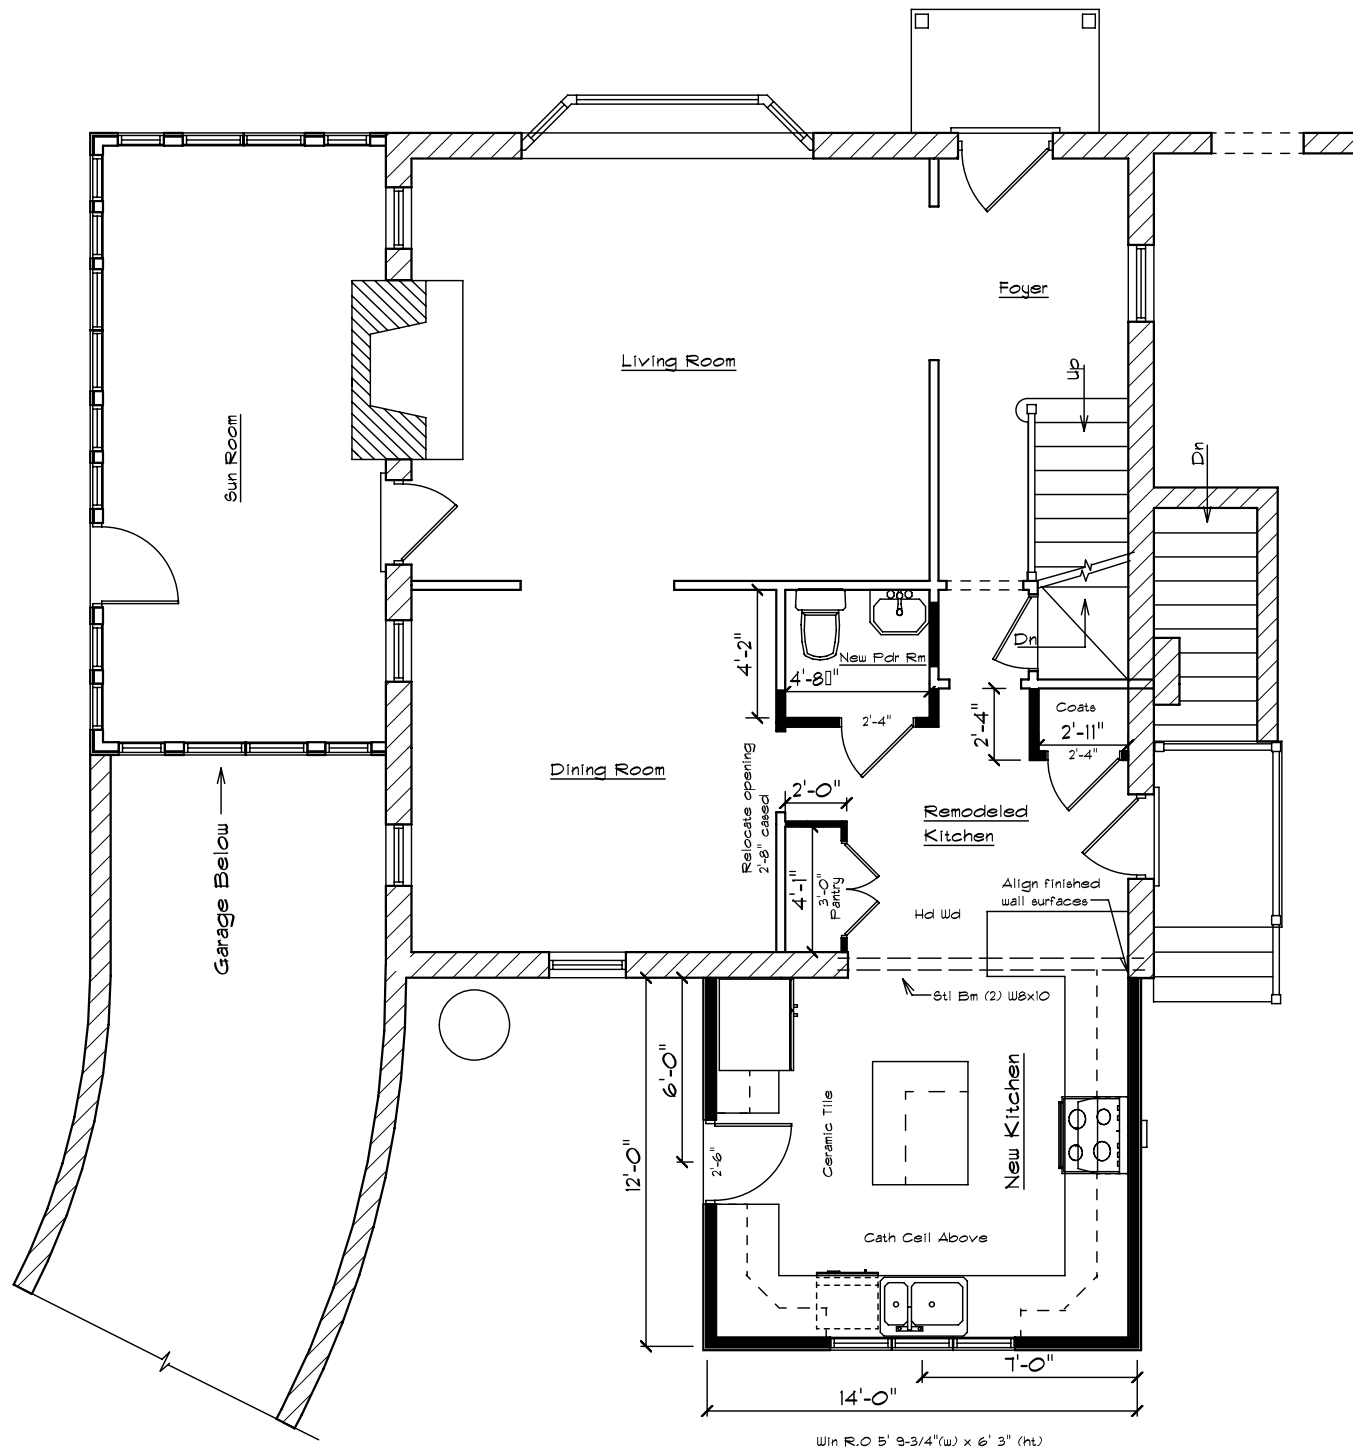 Foyer
Living Room
up
Sun Room
Dn
Dn
4'-2"
New Pdr Rm
4'-8▯"
2'-4"
2'-4"
Coats
2'-11"
2'-4"
Dining Room
Relocate opening
2'-8" cased
2'-0"
Remodeled
Kitchen
4'-1"
3'-0"
Pantry
Align finished
wall surfaces
Hd Wd
Garage Below
Stl Bm (2) W8x10
6'-0"
12'-0"
2'-6"
Ceramic Tile
New Kitchen
Cath Ceil Above
7'-0"
14'-0"
Win R.O 5' 9-3/4"(w) x 6' 3" (ht)